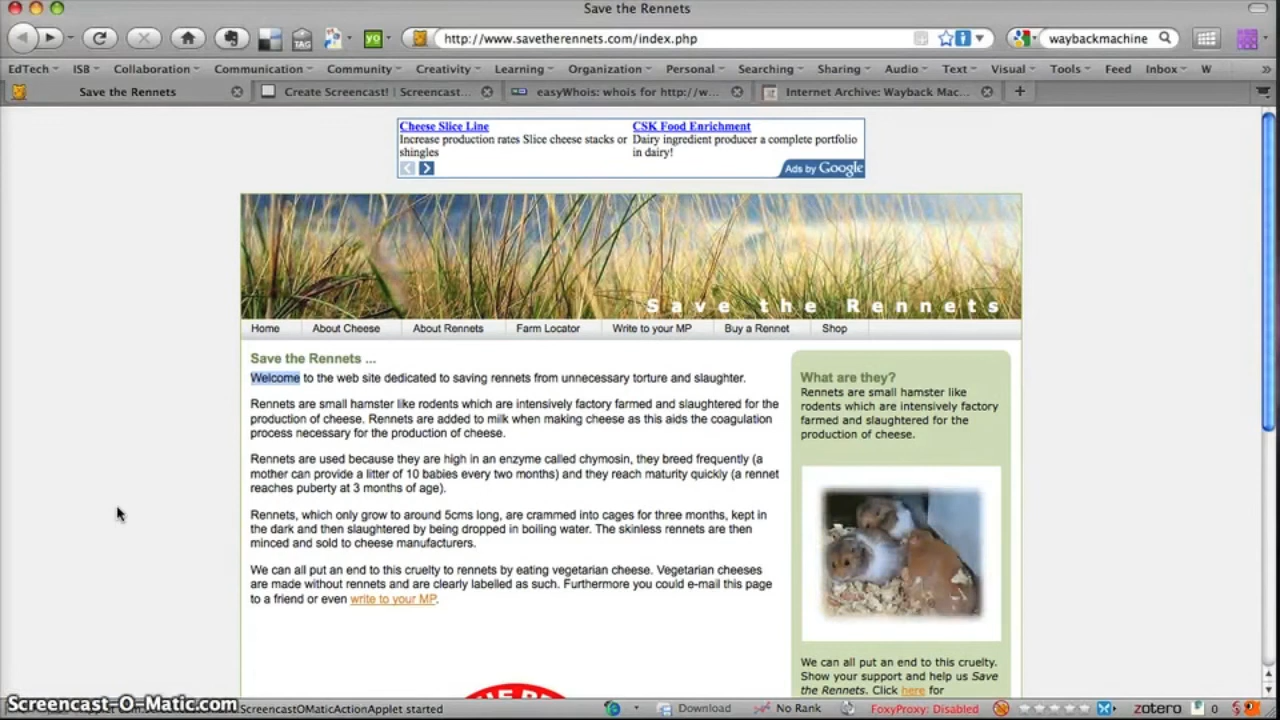 Save the Rennets
http://www.savetherennets.com/index.php
waybackmachine
EdTech ISB Collaboration Communication Community Creativity Learning Organization Personal Searching Sharing Audio Text Visual Tools Feed Inbox W »
Save the Rennets Create Screencast! | Screencast... easyWhois: whois for http://w... Internet Archive: Wayback Mac... +
Cheese Slice Line
Increase production rates Slice cheese stacks or
shingles
CSK Food Enrichment
Dairy ingredient producer a complete portfolio
in dairy!
Ads by Google
Save the Rennets
Home About Cheese About Rennets Farm Locator Write to your MP Buy a Rennet Shop
Save the Rennets ...
Welcome to the web site dedicated to saving rennets from unnecessary torture and slaughter.
Rennets are small hamster like rodents which are intensively factory farmed and slaughtered for the
production of cheese. Rennets are added to milk when making cheese as this aids the coagulation
process necessary for the production of cheese.
Rennets are used because they are high in an enzyme called chymosin, they breed frequently (a
mother can provide a litter of 10 babies every two months) and they reach maturity quickly (a rennet
reaches puberty at 3 months of age).
Rennets, which only grow to around 5cms long, are crammed into cages for three months, kept in
the dark and then slaughtered by being dropped in boiling water. The skinless rennets are then
minced and sold to cheese manufacturers.
We can all put an end to this cruelty to rennets by eating vegetarian cheese. Vegetarian cheeses
are made without rennets and are clearly labelled as such. Furthermore you could e-mail this page
to a friend or even write to your MP.
What are they?
Rennets are small hamster like
rodents which are intensively factory
farmed and slaughtered for the
production of cheese.
We can all put an end to this cruelty.
Show your support and help us Save
the Rennets. Click here for
Screencast-O-Matic.com
ScreencastOMaticActionApplet started
Download No Rank FoxyProxy: Disabled zotero 0